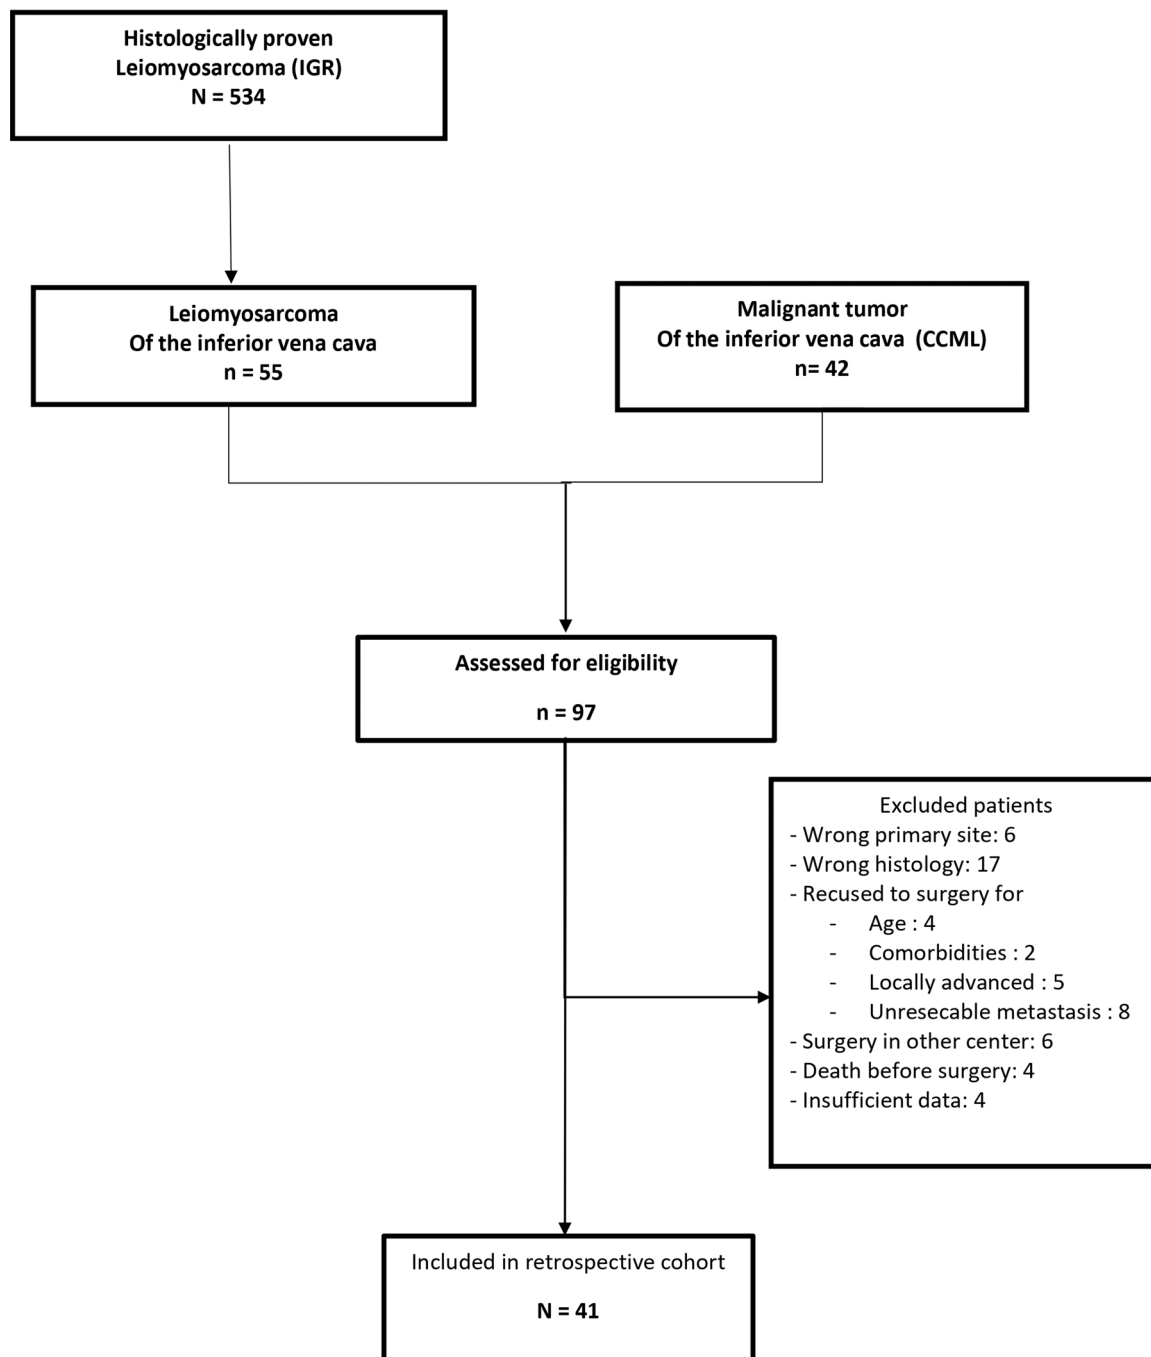 Histologically proven
Leiomyosarcoma (IGR)
N = 534
Leiomyosarcoma
Of the inferior vena cava
n = 55
Malignant tumor
Of the inferior vena cava (CCML)
n= 42
Assessed for eligibility
n = 97
Excluded patients
- Wrong primary site: 6
- Wrong histology: 17
- Recused to surgery for
- Age : 4
- Comorbidities : 2
- Locally advanced : 5
- Unresecable metastasis : 8
- Surgery in other center: 6
- Death before surgery: 4
- Insufficient data: 4
Included in retrospective cohort
N = 41